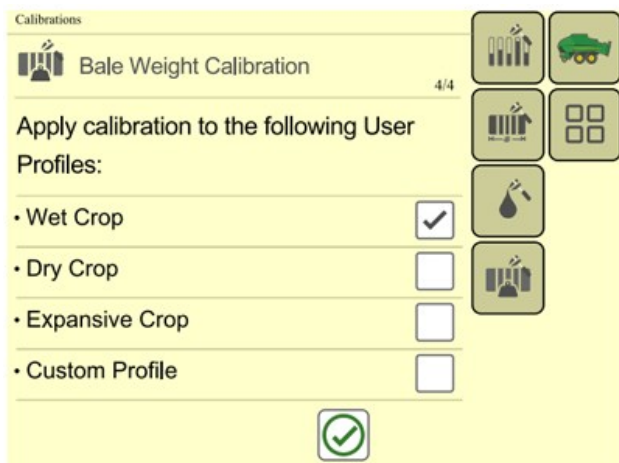 Calibrations
Bale Weight Calibration
4/4
Apply calibration to the following User
Profiles:
• Wet Crop
• Dry Crop
• Expansive Crop
• Custom Profile